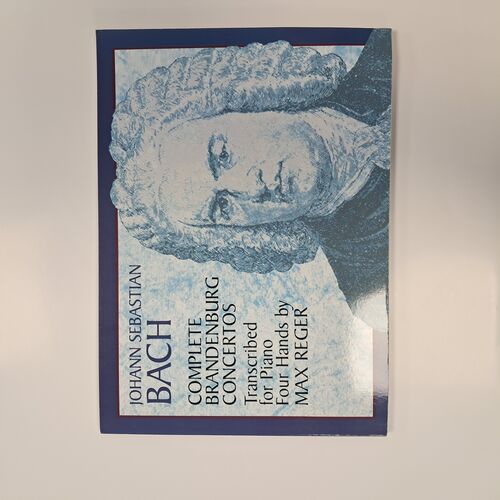 JOHANN SEBASTIAN
BACH
COMPLETE
BRANDENBURG
CONCERTOS
Transcribed
for Piano
Four Hands by
MAX REGER